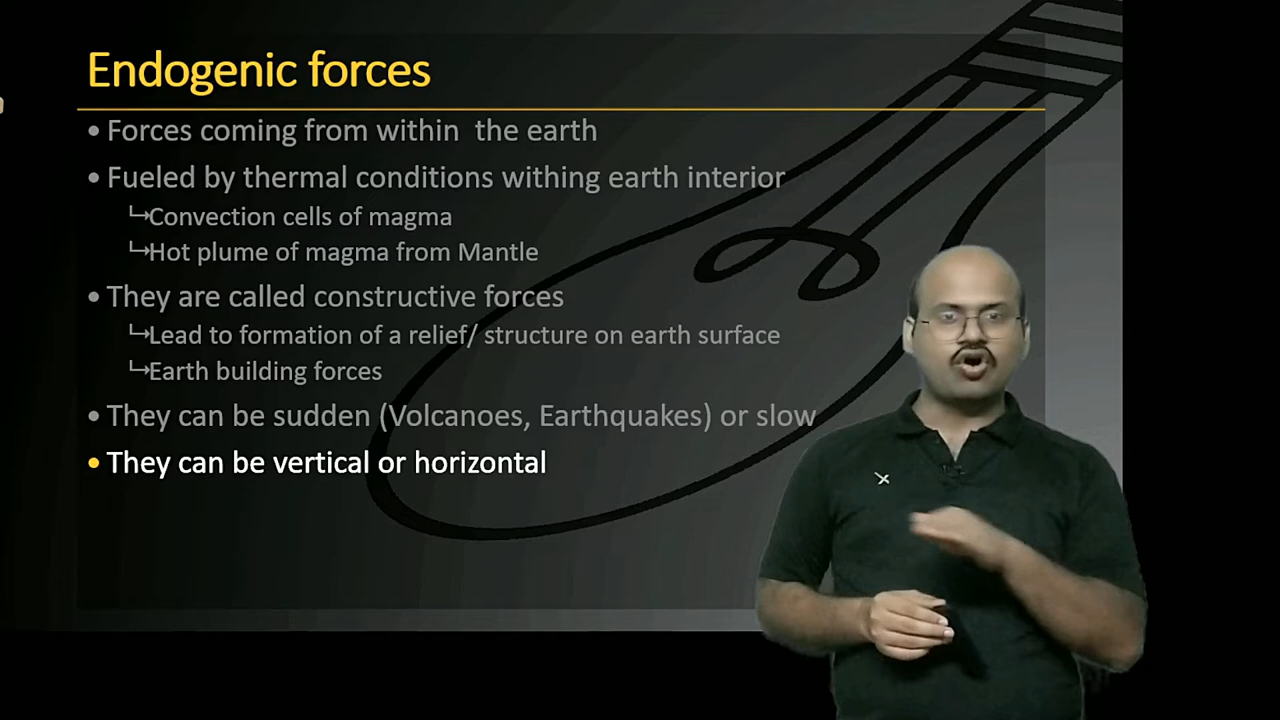 Endogenic forces
• Forces coming from within the earth
• Fueled by thermal conditions withing earth interior
↳Convection cells of magma
↳Hot plume of magma from Mantle
• They are called constructive forces
↳Lead to formation of a relief/ structure on earth surface
↳Earth building forces
• They can be sudden (Volcanoes, Earthquakes) or slow
• They can be vertical or horizontal